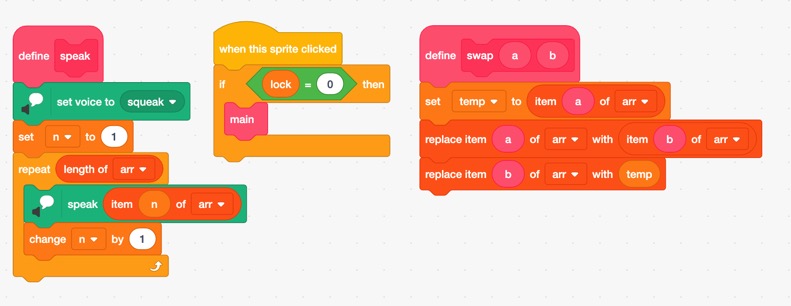 define speak
set voice to squeak
set n to 1
repeat length of arr
speak item n of arr
change n by 1
when this sprite clicked
if lock = 0 then
main
define swap a b
set temp to item a of arr
replace item a of arr with item b of arr
replace item b of arr with temp